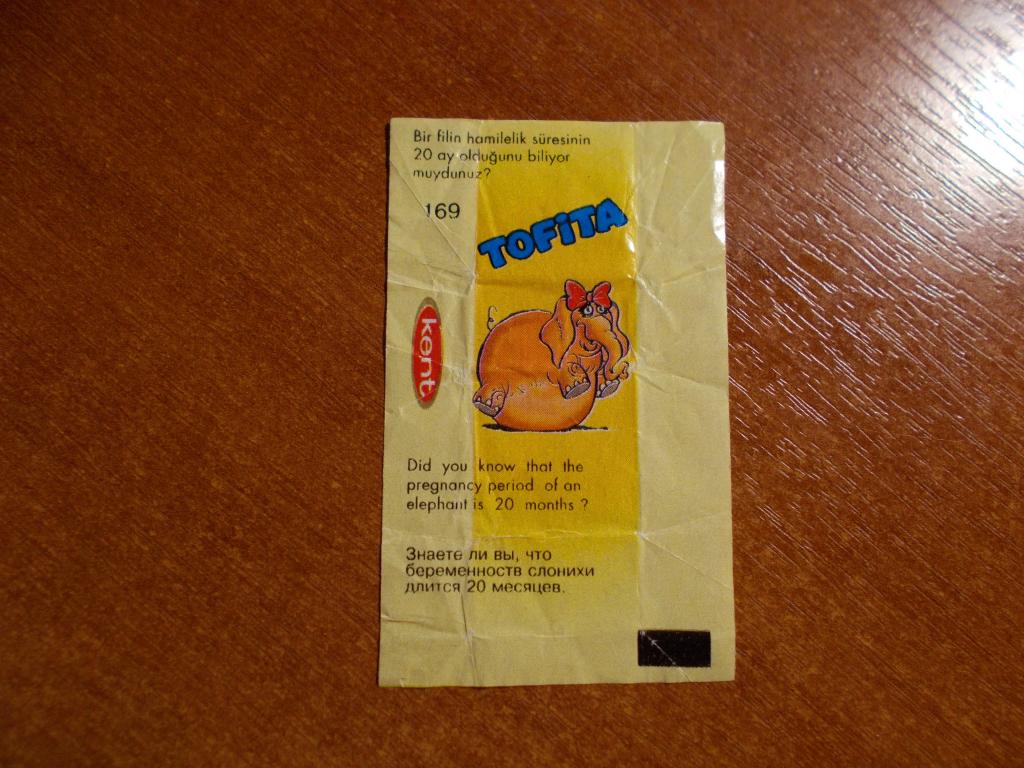 Bir filin hamilelik süresinin
20 ay olduğunu biliyor
muydunuz?
169
TOFiTA
kent
Did you know that the
pregnancy period of an
elephant is 20 months ?
Знаете ли вы, что
беременноств слонихи
длится 20 месяцев.